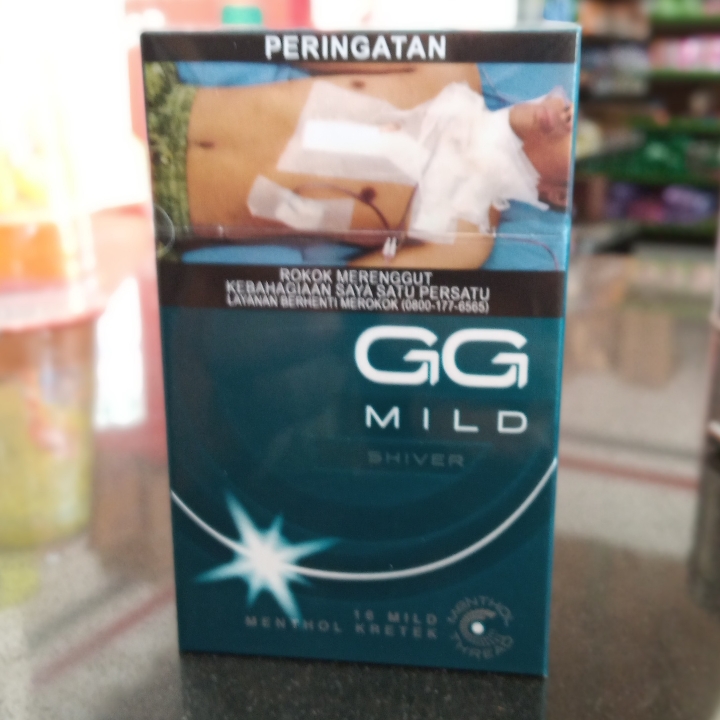 PERINGATAN
ROKOK MERENGGUT
KEBAHAGIAAN SAYA SATU PERSATU
LAYANAN BERHENTI MEROKOK (0800-177-6565)
GG
MILD
SHIVER
16 MILD
MENTHOL KRETEK
MENTHOL
THREAD